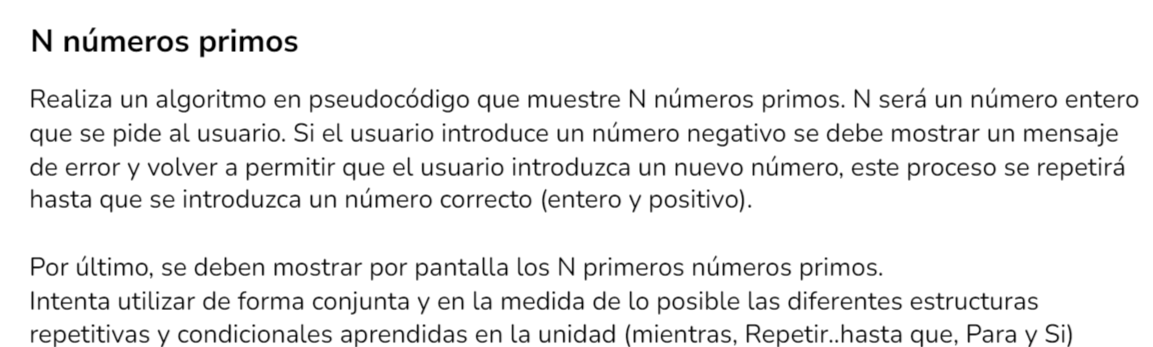 N números primos
Realiza un algoritmo en pseudocódigo que muestre N números primos. N será un número entero
que se pide al usuario. Si el usuario introduce un número negativo se debe mostrar un mensaje
de error y volver a permitir que el usuario introduzca un nuevo número, este proceso se repetirá
hasta que se introduzca un número correcto (entero y positivo).
Por último, se deben mostrar por pantalla los N primeros números primos.
Intenta utilizar de forma conjunta y en la medida de lo posible las diferentes estructuras
repetitivas y condicionales aprendidas en la unidad (mientras, Repetir..hasta que, Para y Si)